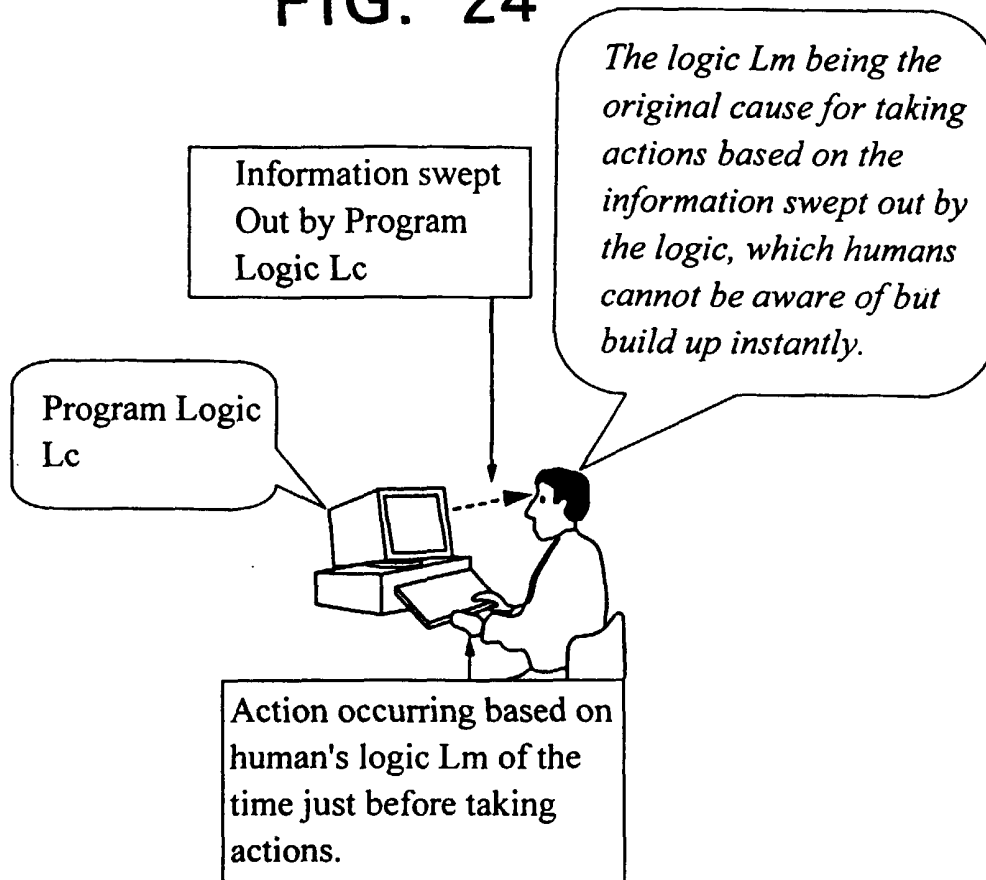 FIG. 24
The logic Lm being the
original cause for taking
actions based on the
information swept out by
the logic, which humans
cannot be aware of but
build up instantly.
Information swept
Out by Program
Logic Lc
Program Logic
Lc
Action occurring based on
human's logic Lm of the
time just before taking
actions.